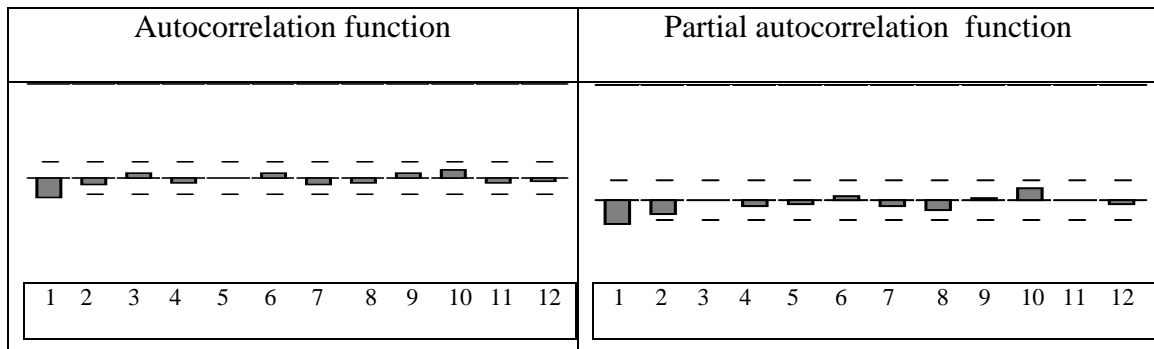 Autocorrelation function
Partial autocorrelation function
1 2 3 4 5 6 7 8 9 10 11 12
1 2 3 4 5 6 7 8 9 10 11 12